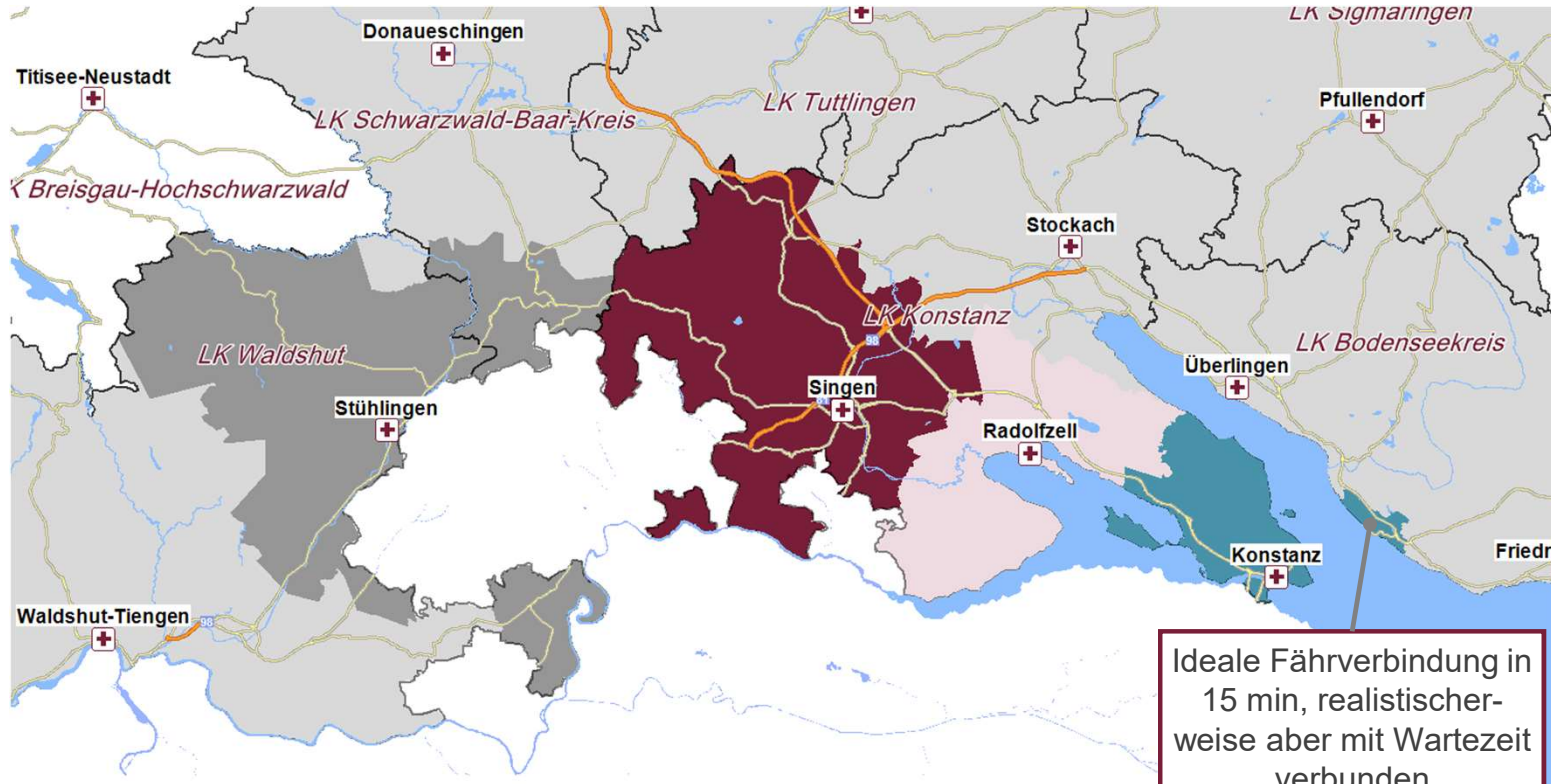 LK Sigmaringen
Donaueschingen
Titisee-Neustadt
LK Tuttlingen
Pfullendorf
LK Schwarzwald-Baar-Kreis
K Breisgau-Hochschwarzwald
Stockach
LK Konstanz
LK Waldshut
98
LK Bodenseekreis
Überlingen
Singen
Stühlingen
Radolfzell
Konstanz
Friedr
Waldshut-Tiengen
98
Ideale Fährverbindung in
15 min, realistischer-
weise aber mit Wartezeit
verbunden